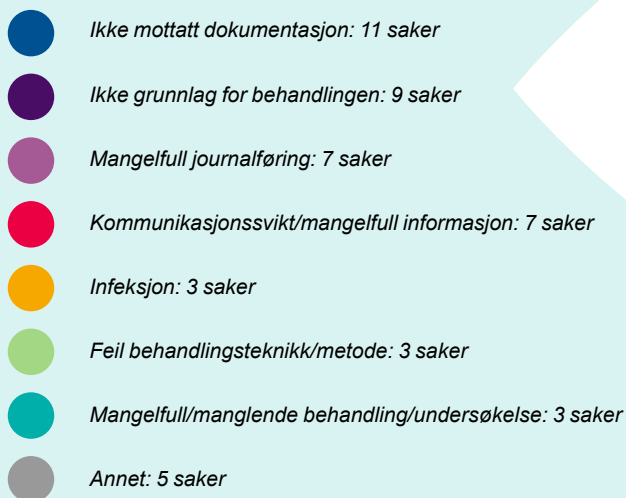 Ikke mottatt dokumentasjon: 11 saker
Ikke grunnlag for behandlingen: 9 saker
Mangelfull journalføring: 7 saker
Kommunikasjonssvikt/mangelfull informasjon: 7 saker
Infeksjon: 3 saker
Feil behandlingsteknikk/metode: 3 saker
Mangelfull/manglende behandling/undersøkelse: 3 saker
Annet: 5 saker